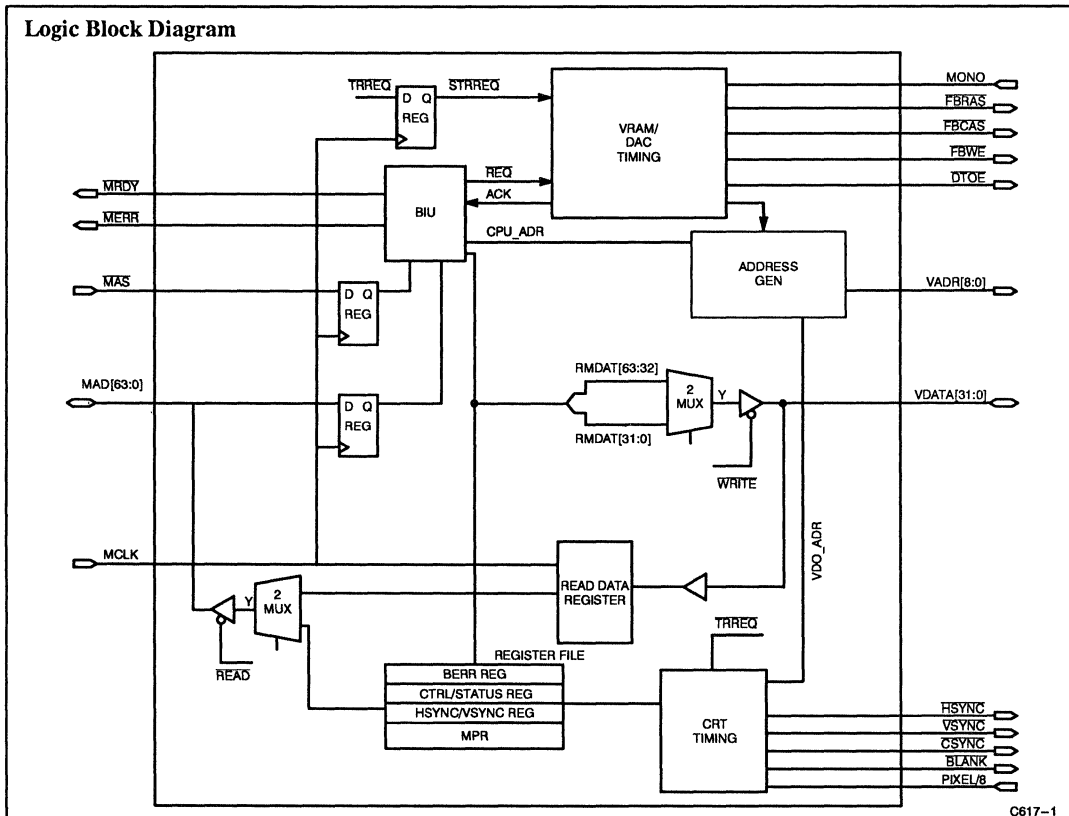 Logic Block Diagram
TRREQ
STRREQ
D Q
REG
VRAM/
DAC
TIMING
MONO
FBRAS
FBCAS
FBWE
DTOE
MRDY
MERR
BIU
REQ
ACK
CPU_ADR
ADDRESS
GEN
VADR[8:0]
MAS
D Q
REG
MAD[63:0]
D Q
REG
RMDAT[63:32]
RMDAT[31:0]
2
MUX
Y
WRITE
VDATA[31:0]
MCLK
READ DATA
REGISTER
VDO_ADR
Y
2
MUX
READ
REGISTER FILE
BERR REG
CTRL/STATUS REG
HSYNC/VSYNC REG
MPR
TRREQ
CRT
TIMING
HSYNC
VSYNC
CSYNC
BLANK
PIXEL/8
C617-1